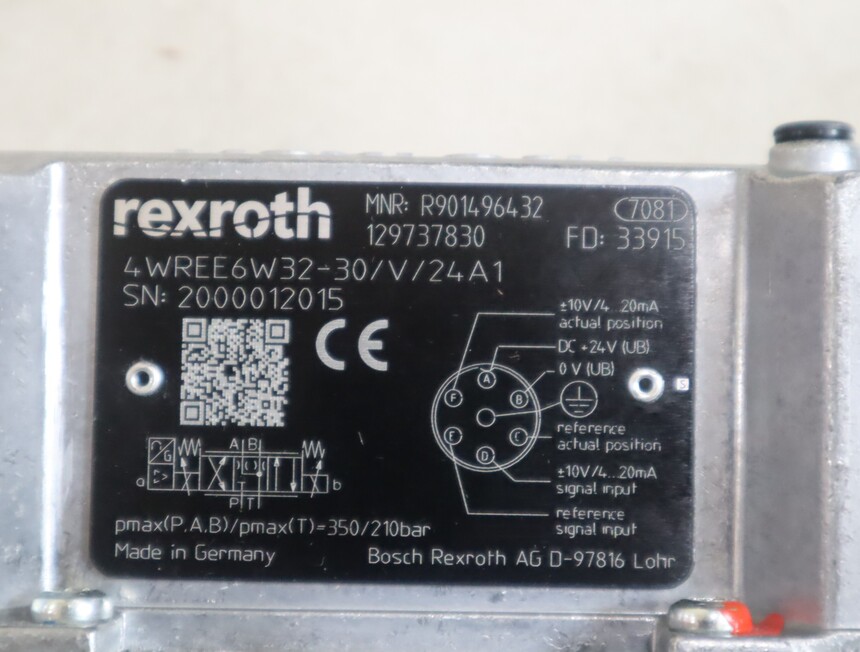 rexroth
MNR: R901496432
7081
129737830
FD: 33915
4WREE6W32-30/V/24A1
SN: 2000012015
CE
±10V/4...20mA
actual position
DC +24V (UB)
0 V (UB)
A
B
F
E
C
D
reference
actual position
±10V/4...20mA
signal input
reference
signal input
S
A B
G
a
b
P T
pmax(P,A,B)/pmax(T)=350/210bar
Made in Germany
Bosch Rexroth AG D-97816 Lohr